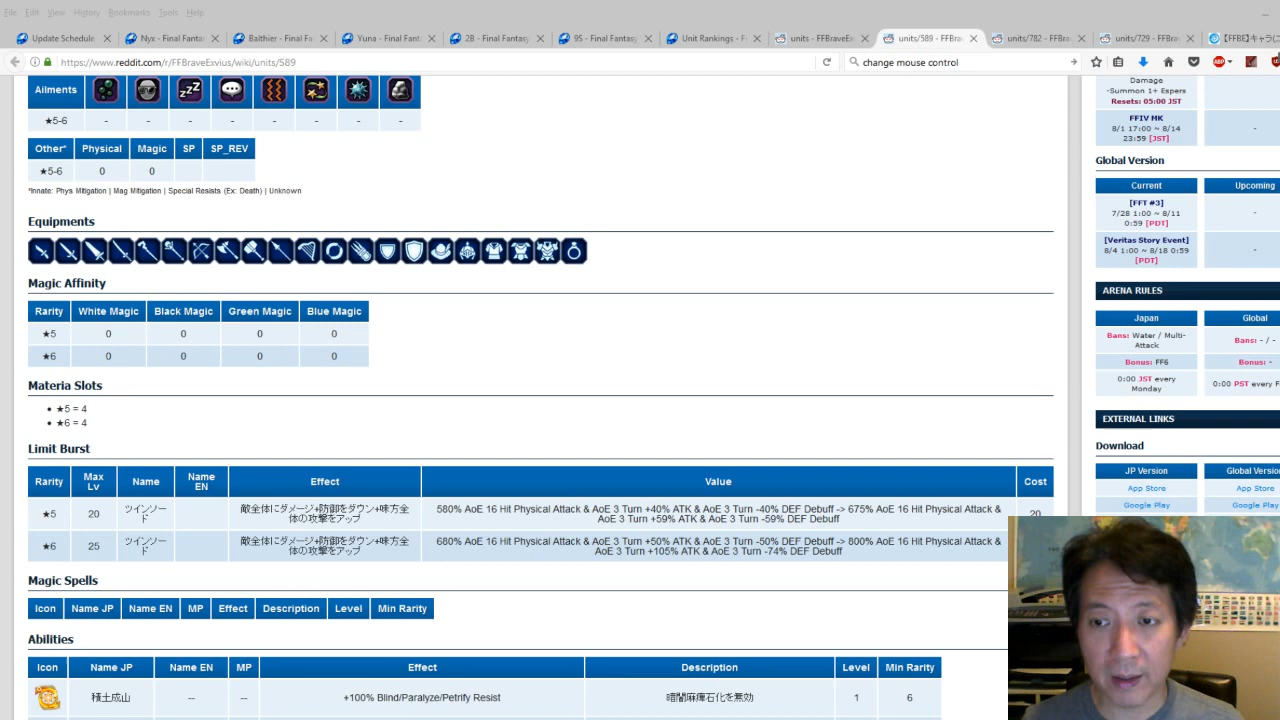 File Edit View History Bookmarks Tools Help
Update Schedule
Nyx - Final Fantas
Balthier - Final Fa
Yuna - Final Fant
2B - Final Fantasy
9S - Final Fantasy
Unit Rankings - F
units - FFBraveEx
units/589 - FFBra
units/782 - FFBra
units/729 - FFBra
【FFBE】キャラに
https://www.reddit.com/r/FFBraveExvius/wiki/units/589
change mouse control
ABP
Ailments
★5-6 - - - - - - - -
Other* Physical Magic SP SP_REV
★5-6 0 0
*Innate: Phys Mitigation | Mag Mitigation | Special Resists (Ex: Death) | Unknown
Equipments
Magic Affinity
Rarity White Magic Black Magic Green Magic Blue Magic
★5 0 0 0 0
★6 0 0 0 0
Materia Slots
• ★5 = 4
• ★6 = 4
Limit Burst
Rarity Max Lv Name Name EN Effect Value Cost
★5 20 ツインソード 敵全体にダメージ+防御をダウン+味方全体の攻撃をアップ 580% AoE 16 Hit Physical Attack & AoE 3 Turn +40% ATK & AoE 3 Turn -40% DEF Debuff -> 675% AoE 16 Hit Physical Attack & AoE 3 Turn +59% ATK & AoE 3 Turn -59% DEF Debuff 20
★6 25 ツインソード 敵全体にダメージ+防御をダウン+味方全体の攻撃をアップ 680% AoE 16 Hit Physical Attack & AoE 3 Turn +50% ATK & AoE 3 Turn -50% DEF Debuff -> 800% AoE 16 Hit Physical Attack & AoE 3 Turn +105% ATK & AoE 3 Turn -74% DEF Debuff
Magic Spells
Icon Name JP Name EN MP Effect Description Level Min Rarity
Abilities
Icon Name JP Name EN MP Effect Description Level Min Rarity
積土成山 -- -- +100% Blind/Paralyze/Petrify Resist 暗闇麻痺石化を無効 1 6
Damage
-Summon 1+ Espers
Resets: 05:00 JST
FFIV MK
8/1 17:00 ~ 8/14
23:59 [JST]
-
Global Version
Current Upcoming
[FFT #3]
7/28 1:00 ~ 8/11
0:59 [PDT]
-
[Veritas Story Event]
8/4 1:00 ~ 8/18 0:59
[PDT]
-
ARENA RULES
Japan Global
Bans: Water / Multi-Attack Bans: - / -
Bonus: FF6 Bonus: -
0:00 JST every Monday 0:00 PST every F
EXTERNAL LINKS
Download
JP Version Global Versio
App Store App Store
Google Play Google Play